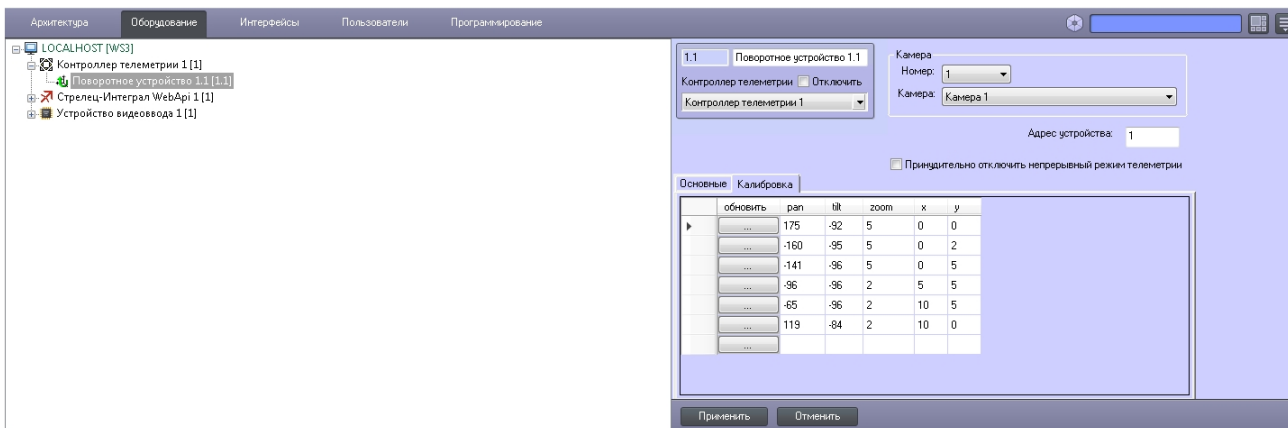 Архитектура Оборудование Интерфейсы Пользователи Программирование
LOCALHOST [WS3]
Контроллер телеметрии 1 [1]
Поворотное устройство 1.1 [1.1]
Стрелец-Интеграл WebApi 1 [1]
Устройство видеоввода 1 [1]
1.1 Поворотное устройство 1.1
Контроллер телеметрии Отключить
Контроллер телеметрии 1
Камера
Номер: 1
Камера: Камера 1
Адрес устройства: 1
Принудительно отключить непрерывный режим телеметрии
Основные Калибровка
обновить pan tilt zoom x y
... 175 -92 5 0 0
... -160 -95 5 0 2
... -141 -96 5 0 5
... -96 -96 2 5 5
... -65 -96 2 10 5
... 119 -84 2 10 0
...
Применить Отменить